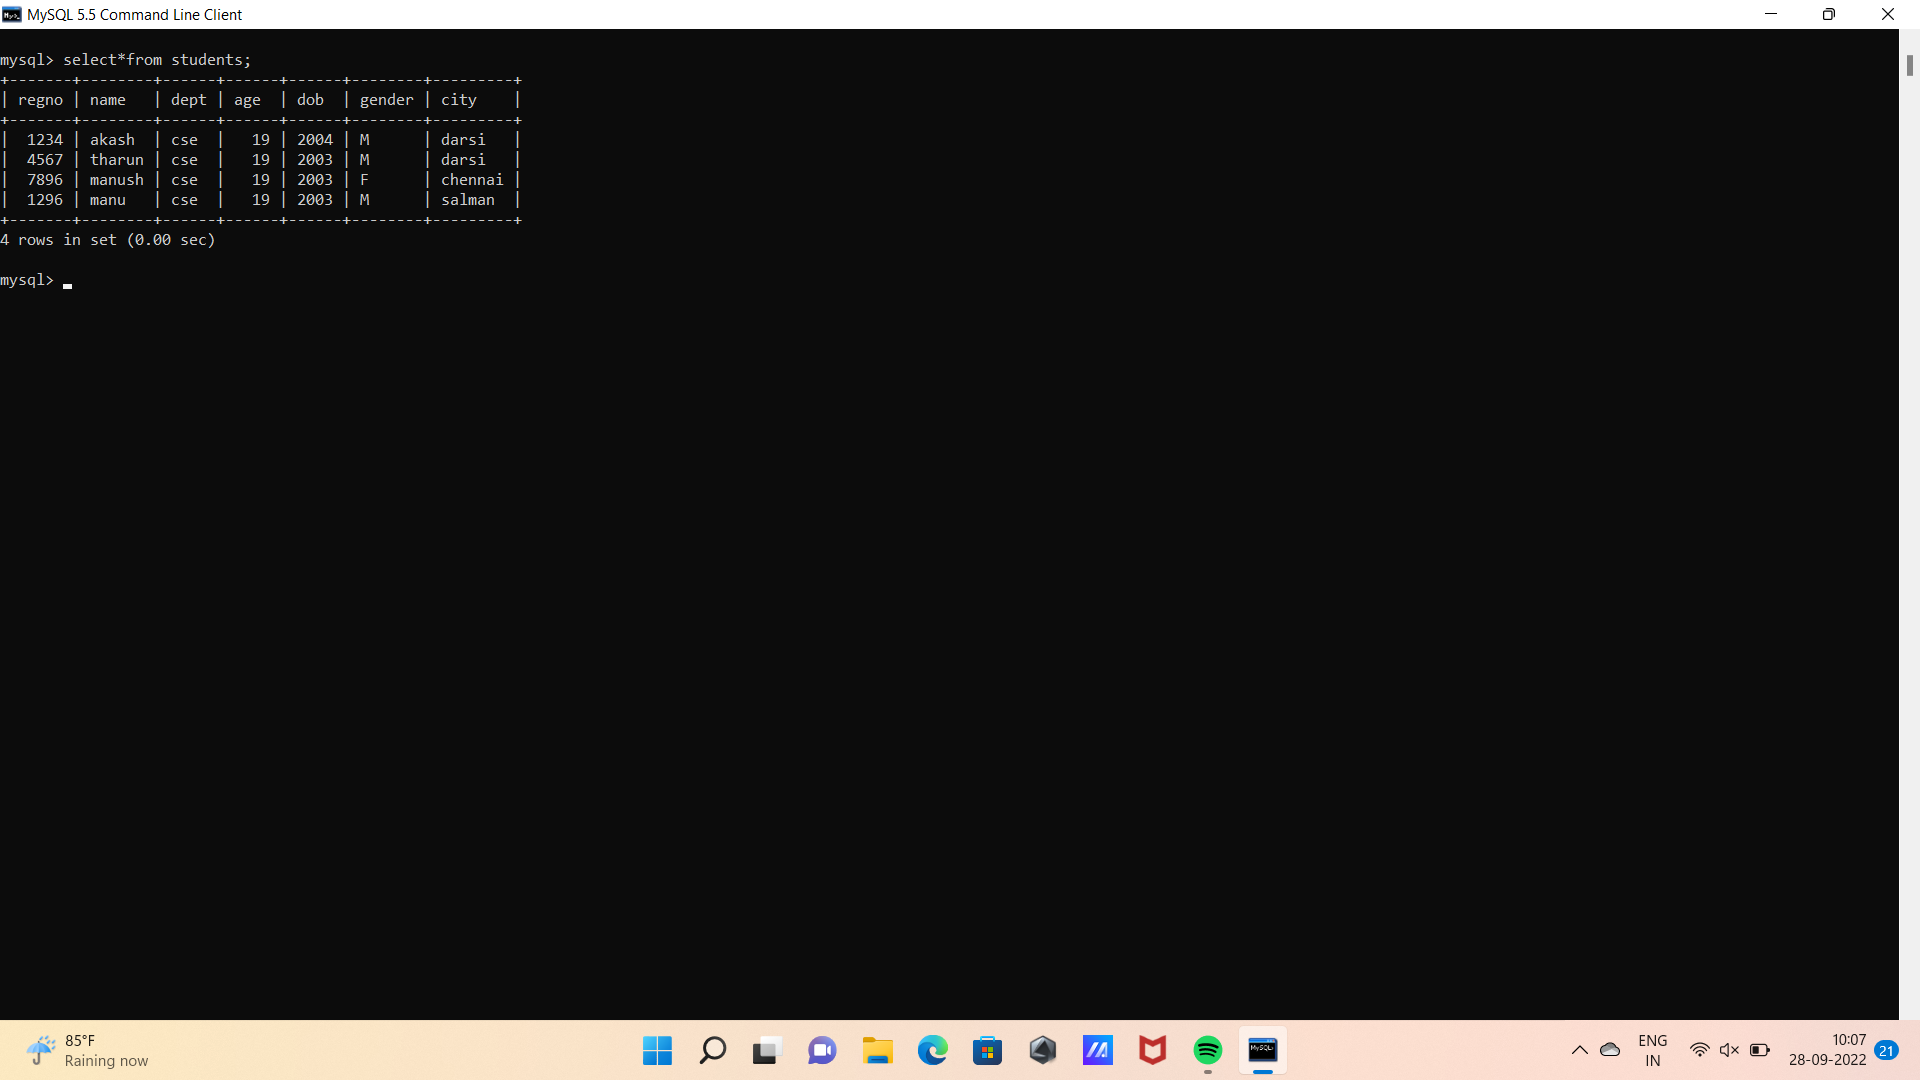 MySQL 5.5 Command Line Client
mysql> select*from students;
+-------+--------+------+------+------+--------+---------+
| regno | name   | dept | age  | dob  | gender | city    |
+-------+--------+------+------+------+--------+---------+
|  1234 | akash  | cse  |   19 | 2004 | M      | darsi   |
|  4567 | tharun | cse  |   19 | 2003 | M      | darsi   |
|  7896 | manush | cse  |   19 | 2003 | F      | chennai |
|  1296 | manu   | cse  |   19 | 2003 | M      | salman  |
+-------+--------+------+------+------+--------+---------+
4 rows in set (0.00 sec)
mysql>
85°F
Raining now
MySQL>
ENG
IN
10:07
28-09-2022
21